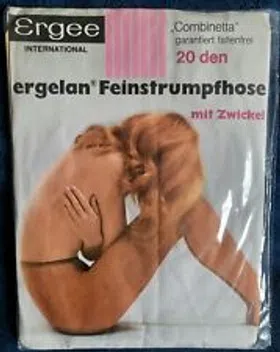 Ergee
INTERNATIONAL
„Combinetta"
garantiert faltenfrei
20 den
ergelan® Feinstrumpfhose
mit Zwickel